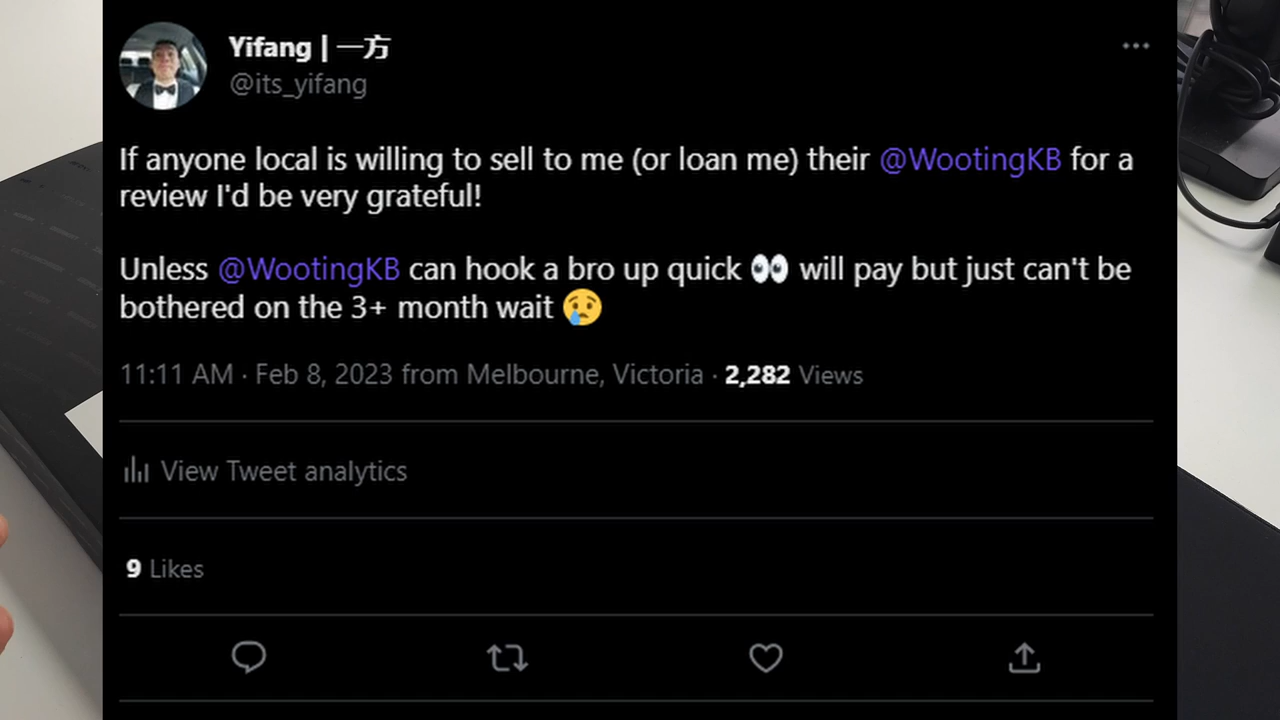 Yifang | 一方
@its_yifang
If anyone local is willing to sell to me (or loan me) their @WootingKB for a
review I'd be very grateful!
Unless @WootingKB can hook a bro up quick 👀 will pay but just can't be
bothered on the 3+ month wait 😢
11:11 AM · Feb 8, 2023 from Melbourne, Victoria · 2,282 Views
View Tweet analytics
9 Likes